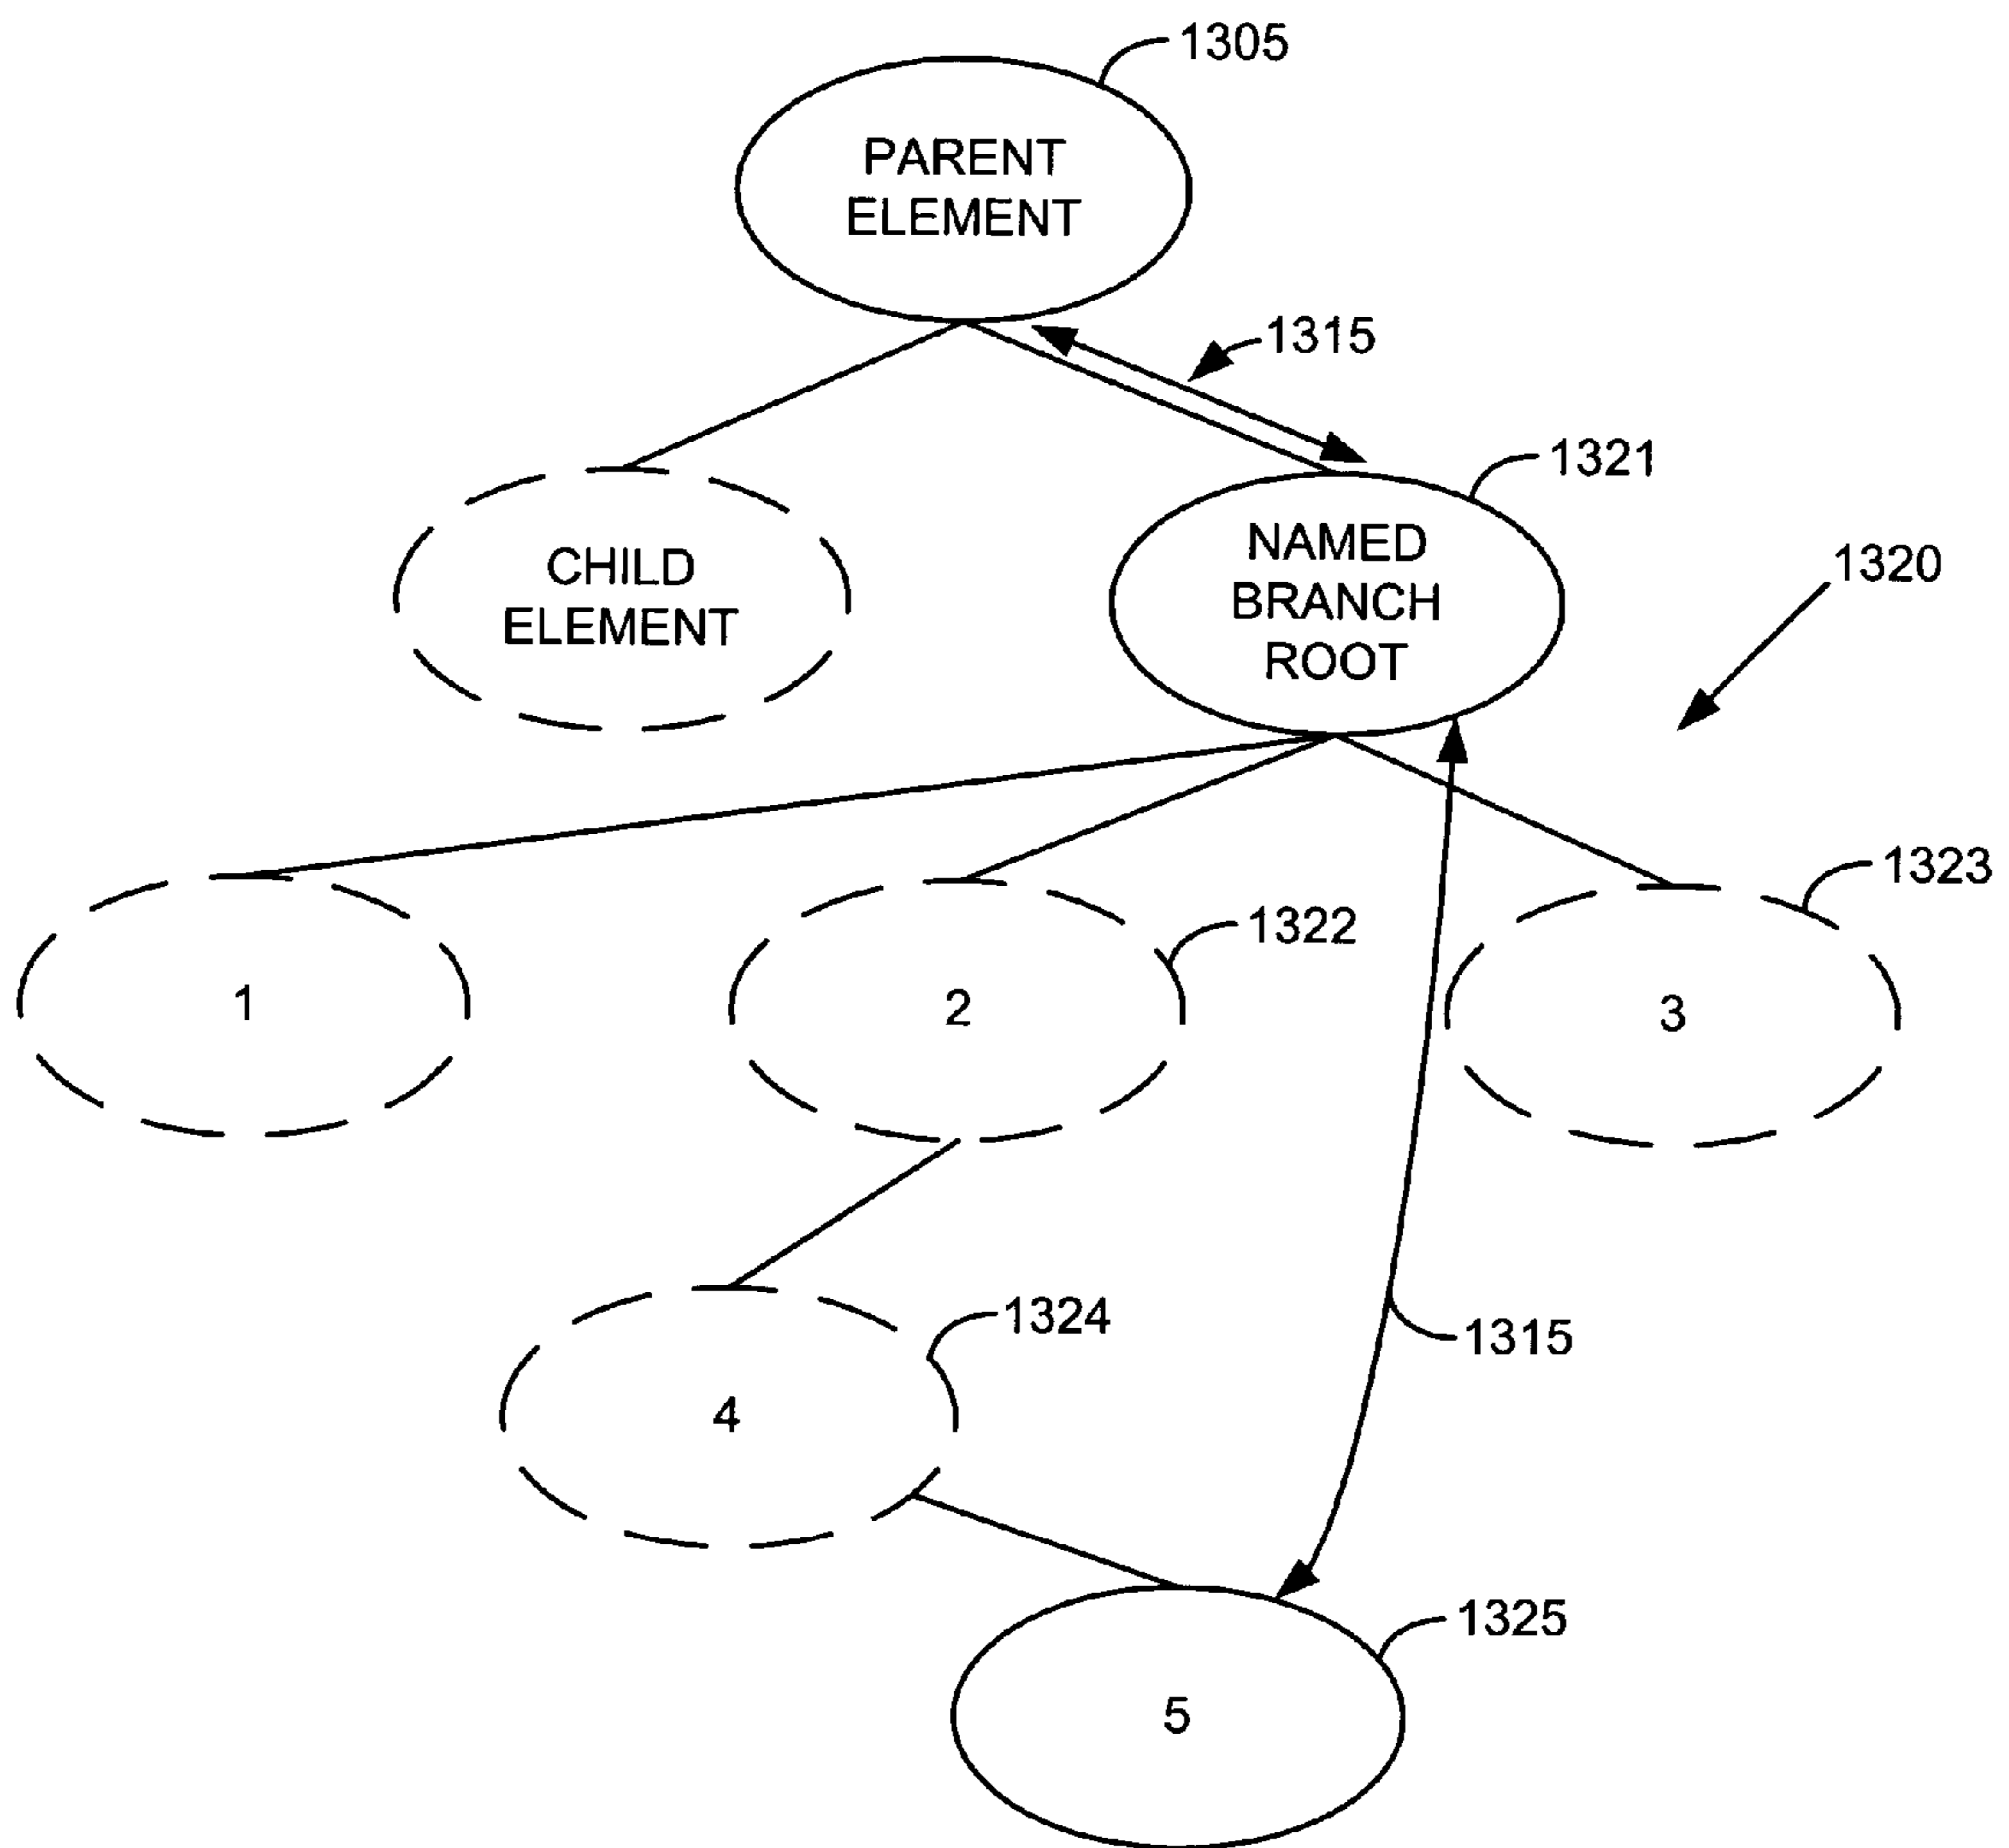 1305
PARENT
ELEMENT
1315
1321
CHILD
ELEMENT
NAMED
BRANCH
ROOT
1320
1323
1322
1
2
3
1324
1315
4
1325
5